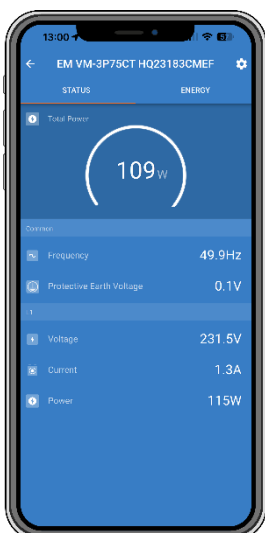 13:00
EM VM-3P75CT HQ23183CMEF
STATUS ENERGY
Total Power
109W
Common
Frequency 49.9Hz
Protective Earth Voltage 0.1V
L1
Voltage 231.5V
Current 1.3A
Power 115W